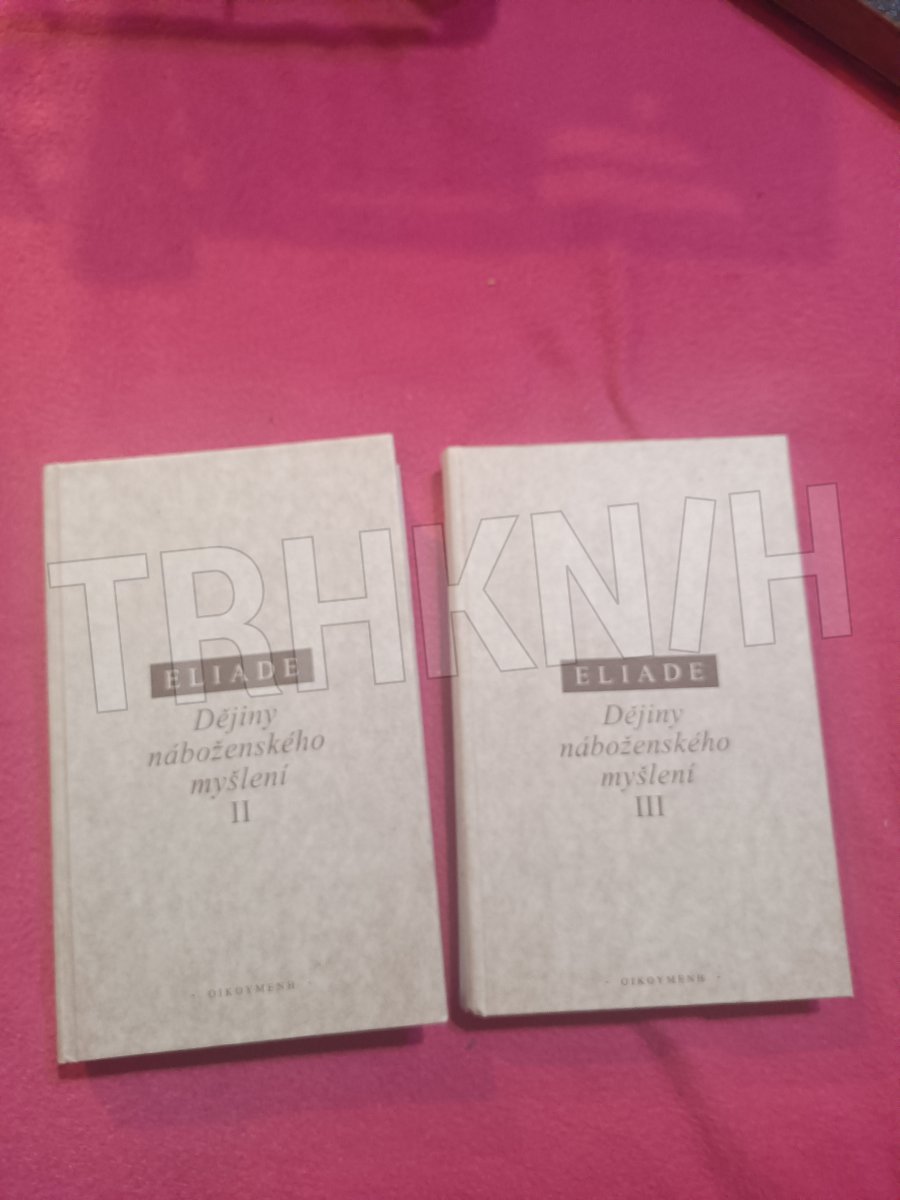 TRHKNIH
ELIADE
Dějiny
náboženského
myšlení
II
OIKOYMENH
ELIADE
Dějiny
náboženského
myšlení
III
OIKOYMENH